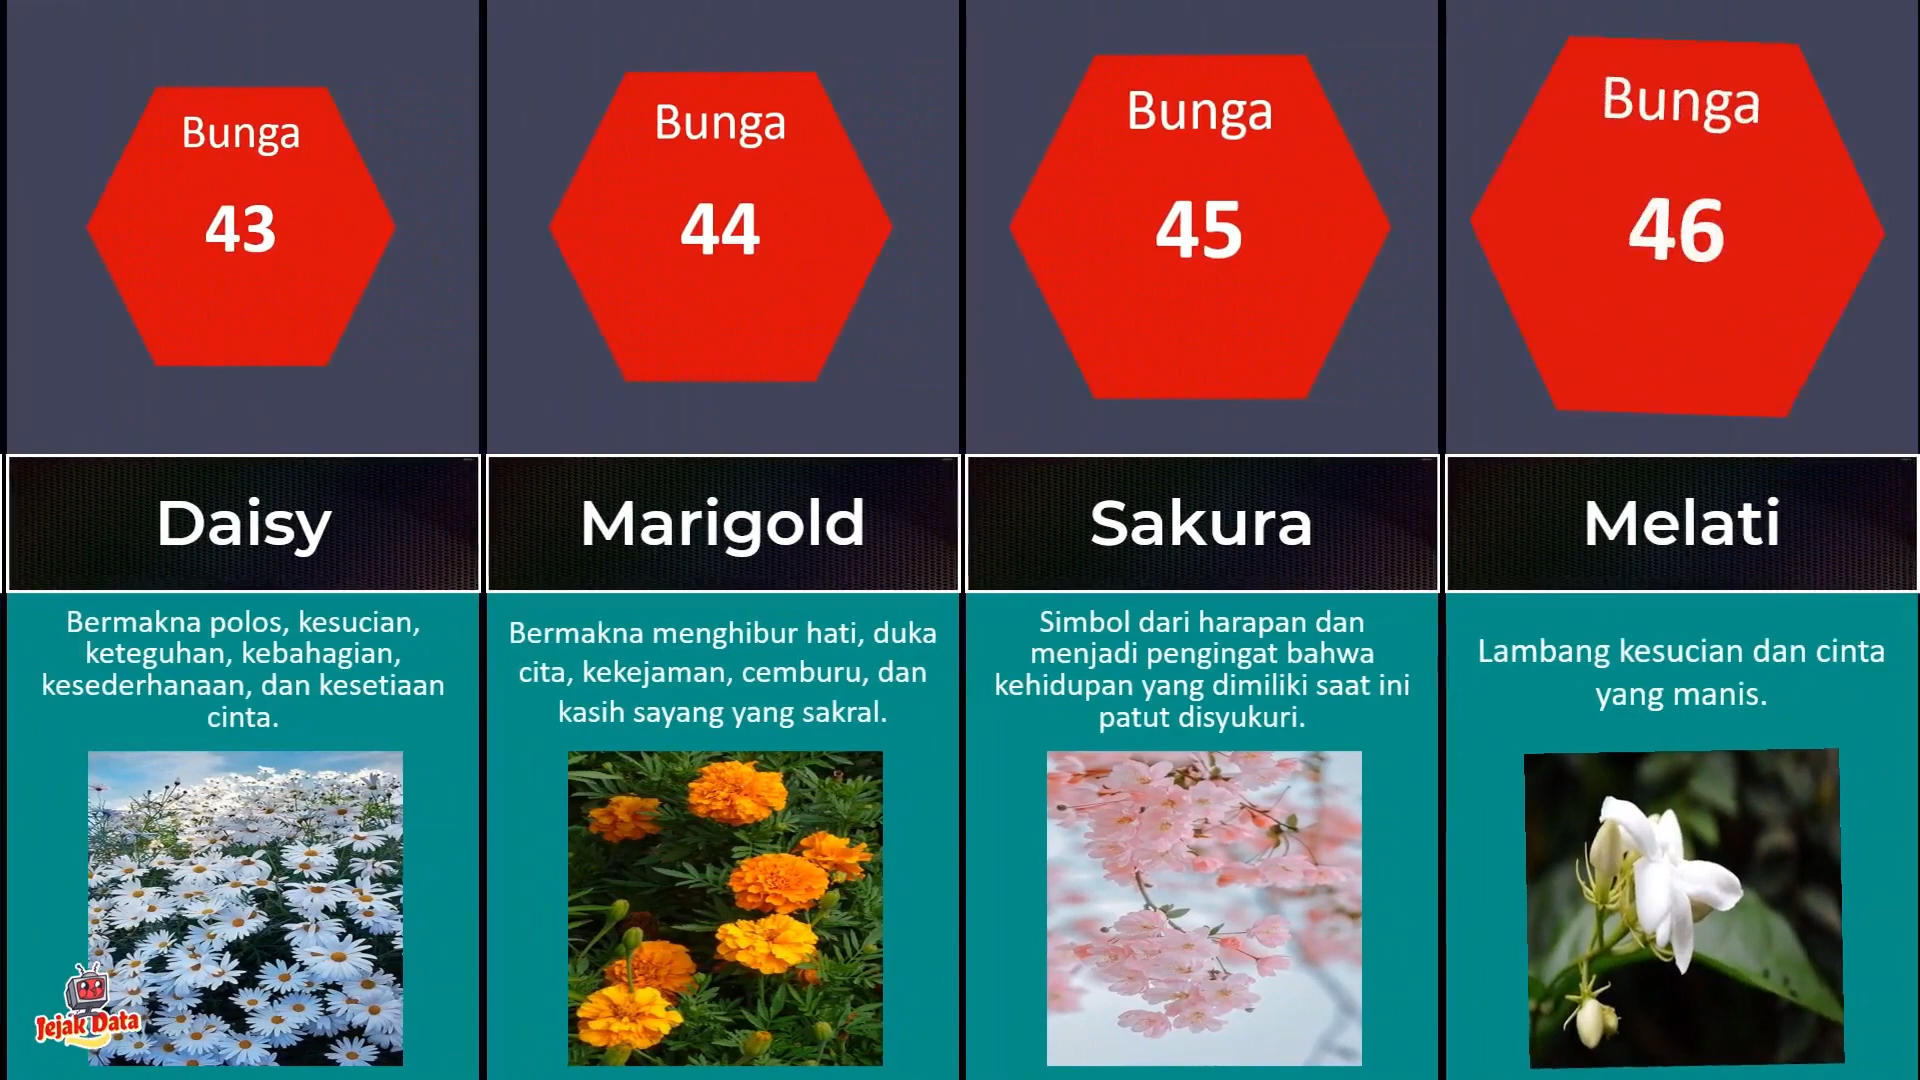 Bunga
43
Daisy
Bermakna polos, kesucian,
keteguhan, kebahagian,
kesederhanaan, dan kesetiaan
cinta.
Bunga
44
Marigold
Bermakna menghibur hati, duka
cita, kekejaman, cemburu, dan
kasih sayang yang sakral.
Bunga
45
Sakura
Simbol dari harapan dan
menjadi pengingat bahwa
kehidupan yang dimiliki saat ini
patut disyukuri.
Bunga
46
Melati
Lambang kesucian dan cinta
yang manis.
Jejak Data